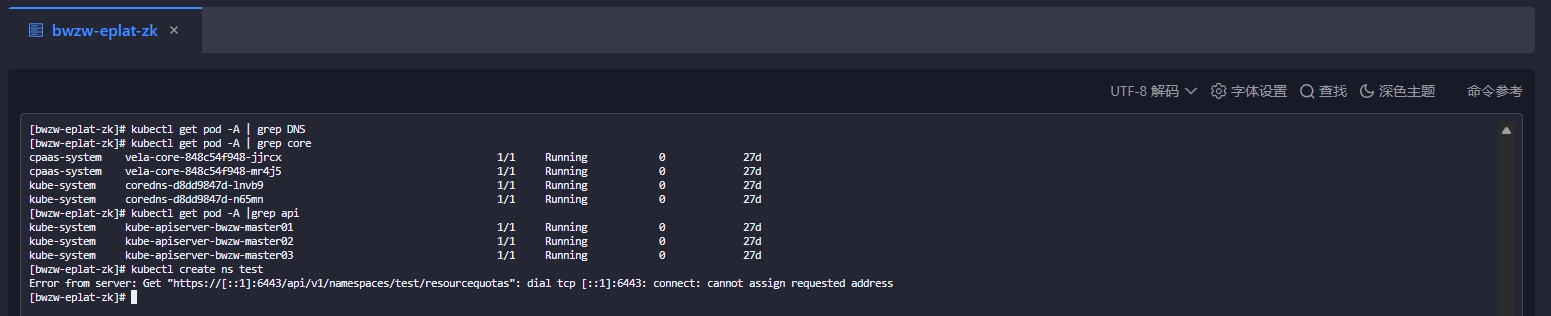 bwzw-eplat-zk ×
UTF-8 解码 字体设置 查找 深色主题 命令参考
[bwzw-eplat-zk]# kubectl get pod -A | grep DNS
[bwzw-eplat-zk]# kubectl get pod -A | grep core
cpaas-system vela-core-848c54f948-jjrcx 1/1 Running 0 27d
cpaas-system vela-core-848c54f948-mr4j5 1/1 Running 0 27d
kube-system coredns-d8dd9847d-lnvb9 1/1 Running 0 27d
kube-system coredns-d8dd9847d-n65mn 1/1 Running 0 27d
[bwzw-eplat-zk]# kubectl get pod -A |grep api
kube-system kube-apiserver-bwzw-master01 1/1 Running 0 27d
kube-system kube-apiserver-bwzw-master02 1/1 Running 0 27d
kube-system kube-apiserver-bwzw-master03 1/1 Running 0 27d
[bwzw-eplat-zk]# kubectl create ns test
Error from server: Get "https://[::1]:6443/api/v1/namespaces/test/resourcequotas": dial tcp [::1]:6443: connect: cannot assign requested address
[bwzw-eplat-zk]#